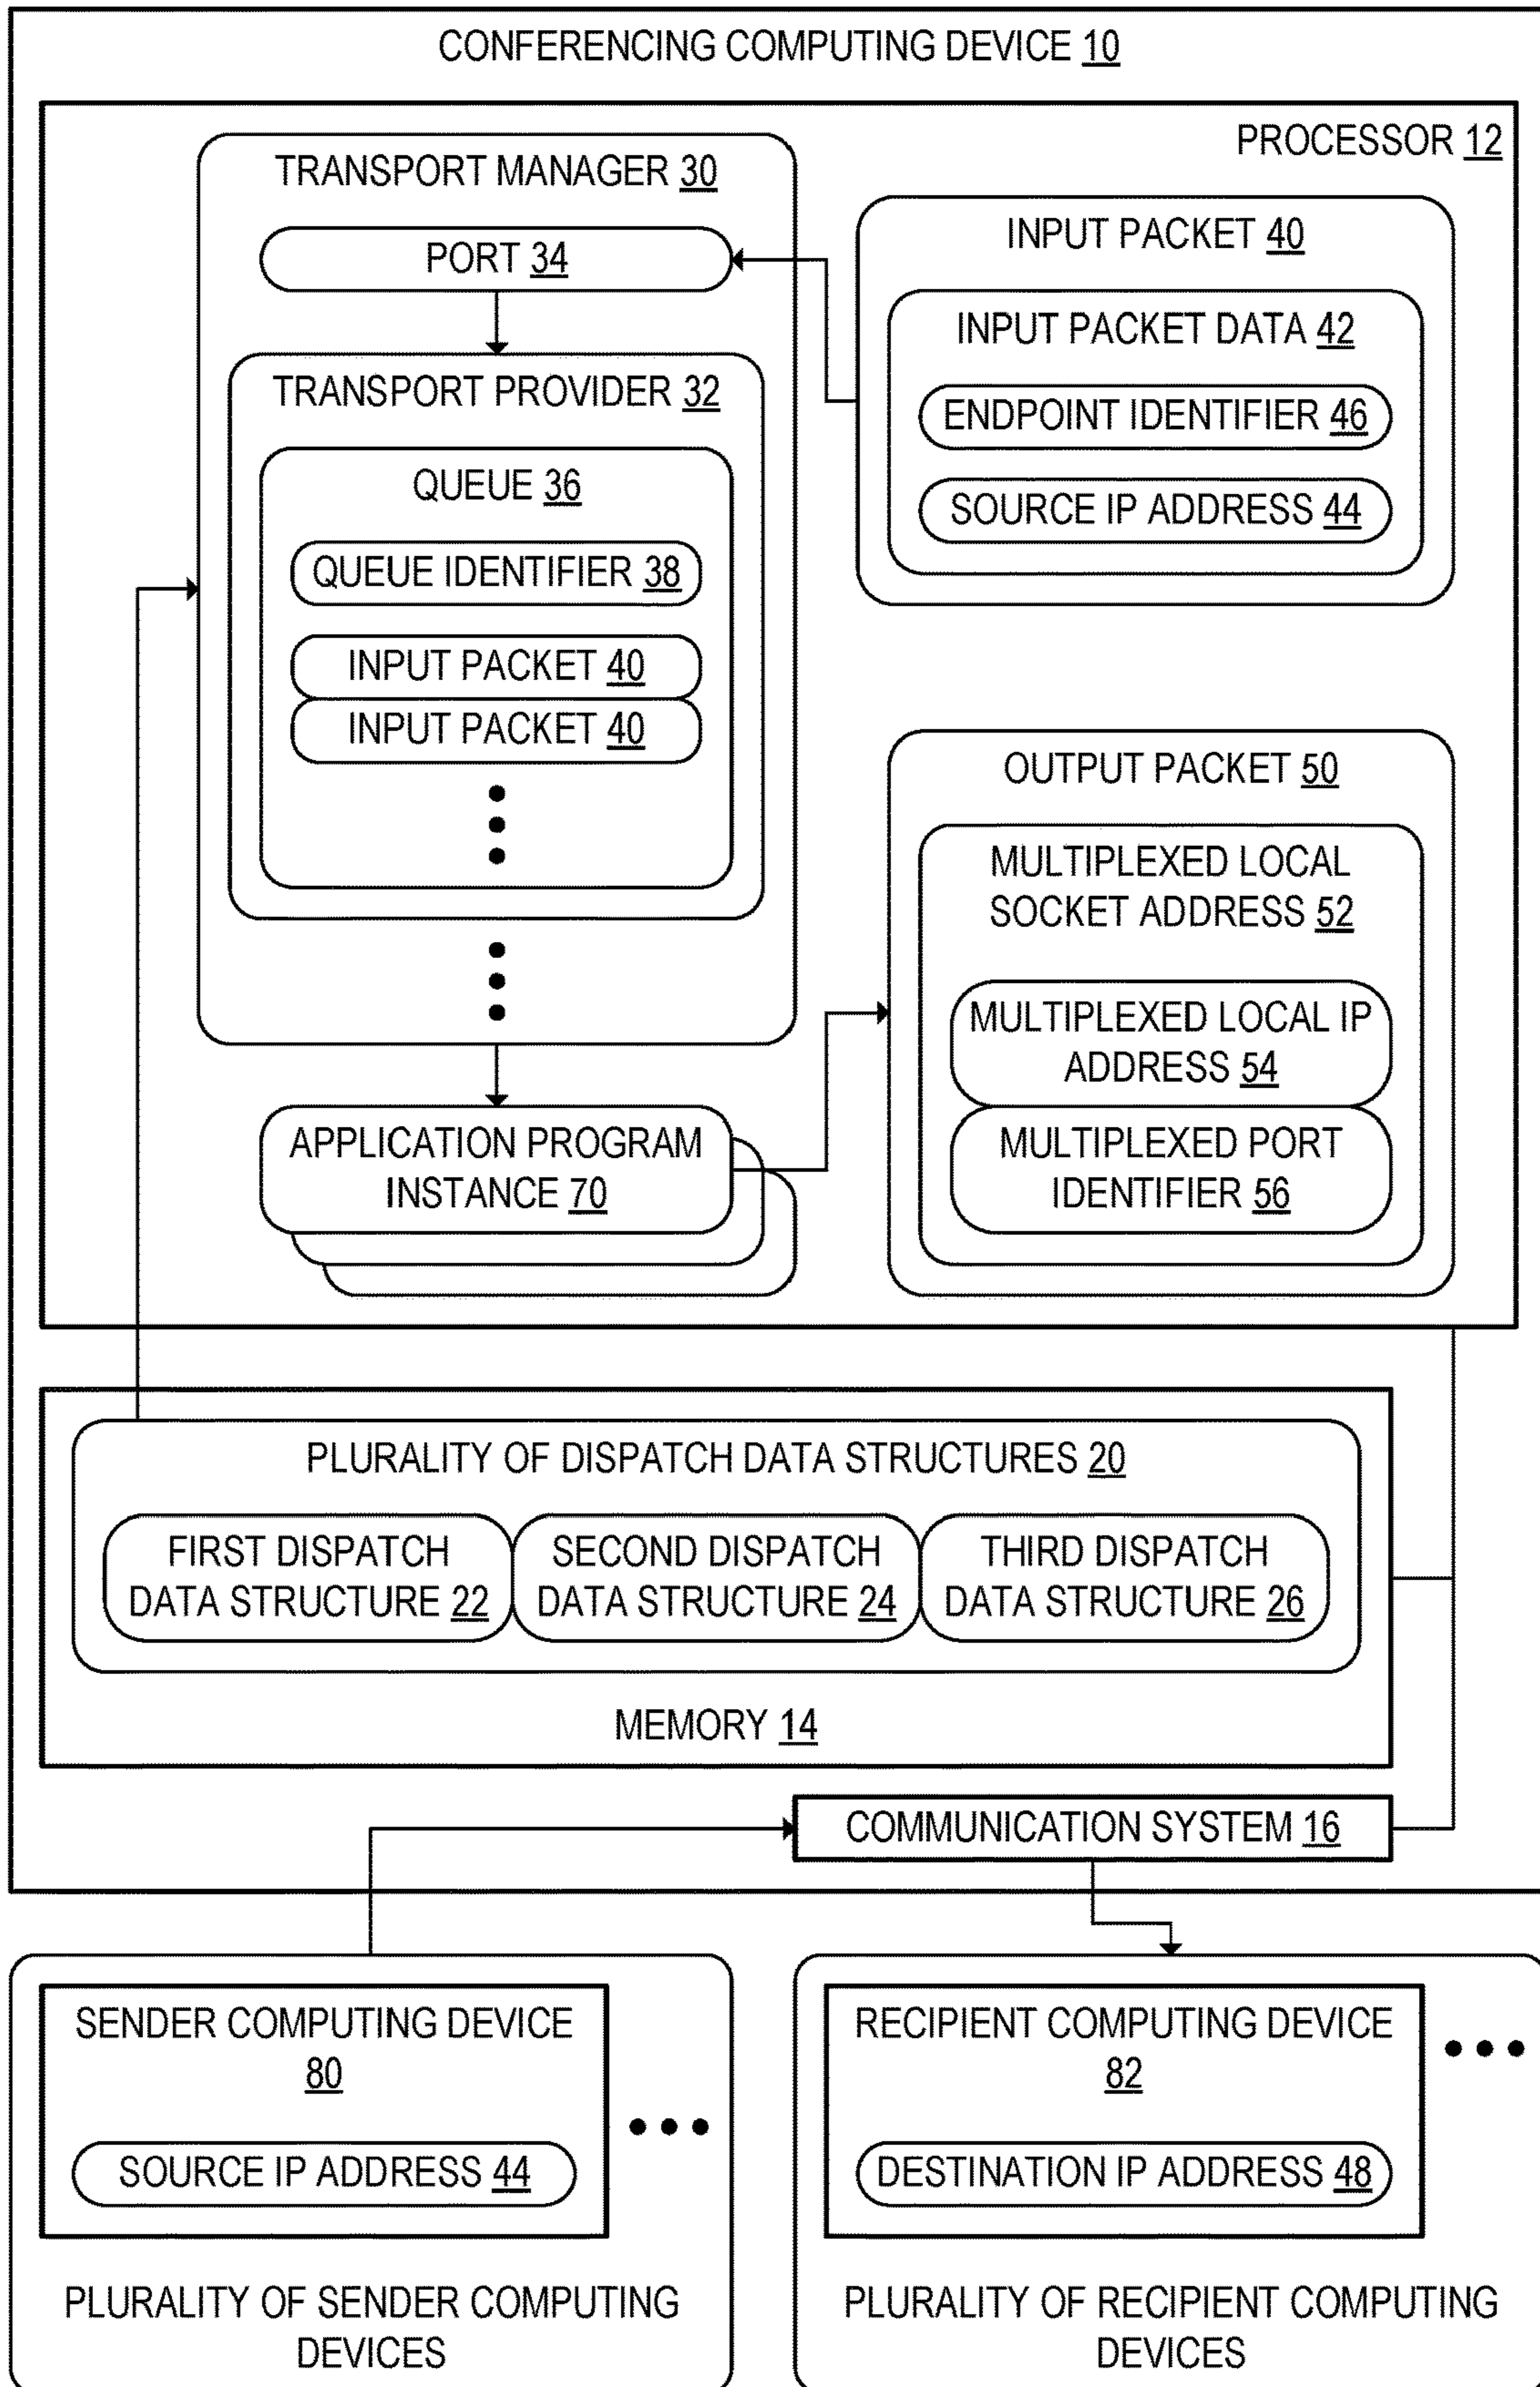 CONFERENCING COMPUTING DEVICE 10
PROCESSOR 12
TRANSPORT MANAGER 30
PORT 34
TRANSPORT PROVIDER 32
QUEUE 36
QUEUE IDENTIFIER 38
INPUT PACKET 40
INPUT PACKET 40
INPUT PACKET 40
INPUT PACKET DATA 42
ENDPOINT IDENTIFIER 46
SOURCE IP ADDRESS 44
OUTPUT PACKET 50
MULTIPLEXED LOCAL
SOCKET ADDRESS 52
MULTIPLEXED LOCAL IP
ADDRESS 54
MULTIPLEXED PORT
IDENTIFIER 56
APPLICATION PROGRAM
INSTANCE 70
PLURALITY OF DISPATCH DATA STRUCTURES 20
FIRST DISPATCH
DATA STRUCTURE 22
SECOND DISPATCH
DATA STRUCTURE 24
THIRD DISPATCH
DATA STRUCTURE 26
MEMORY 14
COMMUNICATION SYSTEM 16
SENDER COMPUTING DEVICE
80
SOURCE IP ADDRESS 44
PLURALITY OF SENDER COMPUTING
DEVICES
RECIPIENT COMPUTING DEVICE
82
DESTINATION IP ADDRESS 48
PLURALITY OF RECIPIENT COMPUTING
DEVICES